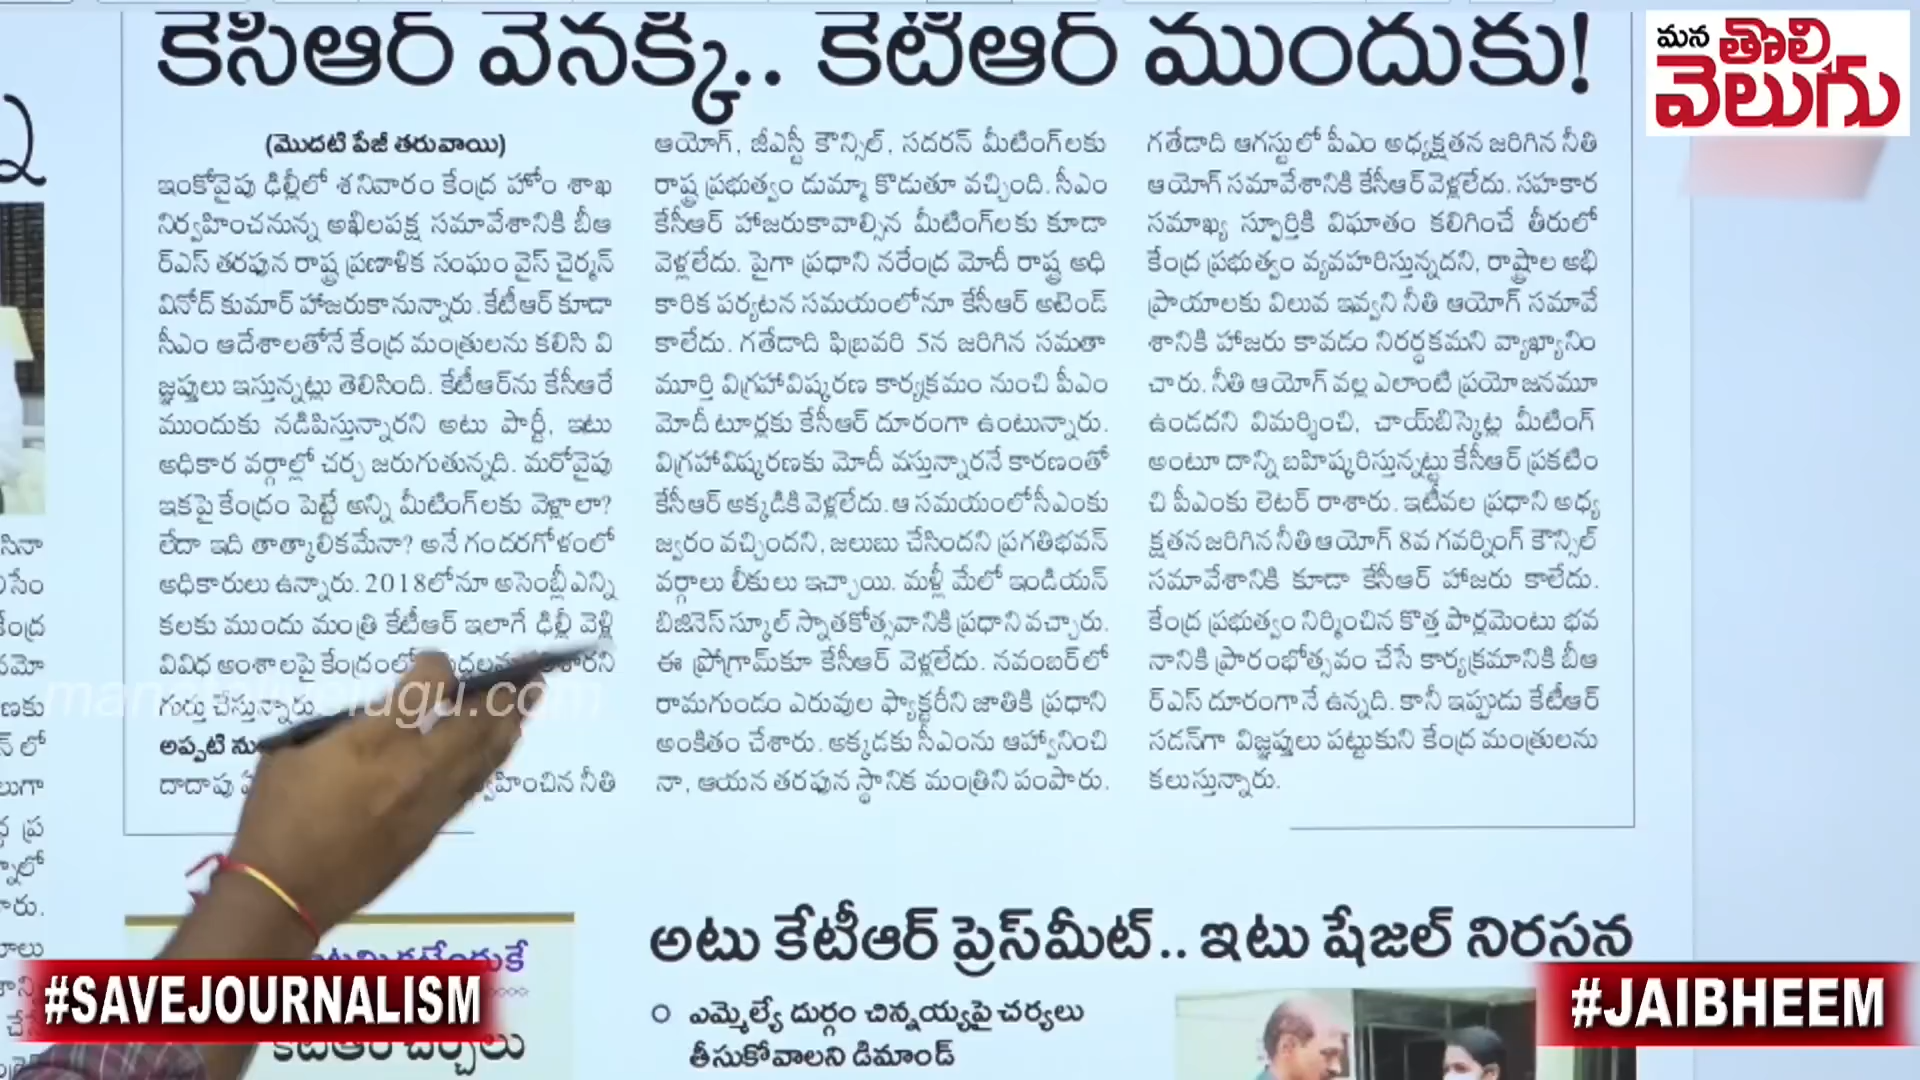 కేసీఆర్ వెనక్కి.. కేటీఆర్ ముందుకు!
మన
తొలి
వెలుగు
(మొదటి పేజీ తరువాయి)
ఇంకోవైపు ఢిల్లీలో శనివారం కేంద్ర హోం శాఖ
నిర్వహించనున్న అఖిలపక్ష సమావేశానికి బీఆ
ర్ఎస్ తరఫున రాష్ట్ర ప్రణాళిక సంఘం వైస్ చైర్మన్
వినోద్ కుమార్ హాజరుకానున్నారు. కేటీఆర్ కూడా
సీఎం ఆదేశాలతోనే కేంద్ర మంత్రులను కలిసి వి
జ్ఞప్తులు ఇస్తున్నట్లు తెలిసింది. కేటీఆర్‌ను కేసీఆరే
ముందుకు నడిపిస్తున్నారని అటు పార్టీ, ఇటు
అధికార వర్గాల్లో చర్చ జరుగుతున్నది. మరోవైపు
ఇకపై కేంద్రం పెట్టే అన్ని మీటింగ్‌లకు వెళ్లాలా?
లేదా ఇది తాత్కాలికమేనా? అనే గందరగోళంలో
అధికారులు ఉన్నారు. 2018లోనూ అసెంబ్లీ ఎన్ని
కలకు ముందు మంత్రి కేటీఆర్ ఇలాగే ఢిల్లీ వెళ్లి
వివిధ అంశాలపై కేంద్రంలో
గుర్తు చేస్తున్నారు.
అప్పటి
దాదాపు నీతి
ఆయోగ్, జీఎస్టీ కౌన్సిల్, సదరన్ మీటింగ్‌లకు
రాష్ట్ర ప్రభుత్వం డుమ్మా కొడుతూ వచ్చింది. సీఎం
కేసీఆర్ హాజరుకావాల్సిన మీటింగ్‌లకు కూడా
వెళ్లలేదు. పైగా ప్రధాని నరేంద్ర మోదీ రాష్ట్ర అధి
కారిక పర్యటన సమయంలోనూ కేసీఆర్ అటెండ్
కాలేదు. గతేడాది ఫిబ్రవరి 5న జరిగిన సమతా
మూర్తి విగ్రహావిష్కరణ కార్యక్రమం నుంచి పీఎం
మోదీ టూర్లకు కేసీఆర్ దూరంగా ఉంటున్నారు.
విగ్రహావిష్కరణకు మోదీ వస్తున్నారనే కారణంతో
కేసీఆర్ అక్కడికి వెళ్లలేదు. ఆ సమయంలో సీఎంకు
జ్వరం వచ్చిందని, జలుబు చేసిందని ప్రగతిభవన్
వర్గాలు లీకులు ఇచ్చాయి. మళ్లీ మేలో ఇండియన్
బిజినెస్ స్కూల్ స్నాతకోత్సవానికి ప్రధాని వచ్చారు.
ఈ ప్రోగ్రామ్‌కూ కేసీఆర్ వెళ్లలేదు. నవంబర్‌లో
రామగుండం ఎరువుల ఫ్యాక్టరీని జాతికి ప్రధాని
అంకితం చేశారు. అక్కడకు సీఎంను ఆహ్వానించి
నా, ఆయన తరఫున స్థానిక మంత్రిని పంపారు.
గతేడాది ఆగస్టులో పీఎం అధ్యక్షతన జరిగిన నీతి
ఆయోగ్ సమావేశానికి కేసీఆర్ వెళ్లలేదు. సహకార
సమాఖ్య స్ఫూర్తికి విఘాతం కలిగించే తీరులో
కేంద్ర ప్రభుత్వం వ్యవహరిస్తున్నదని, రాష్ట్రాల అభి
ప్రాయాలకు విలువ ఇవ్వని నీతి ఆయోగ్ సమావే
శానికి హాజరు కావడం నిరర్థకమని వ్యాఖ్యానిం
చారు. నీతి ఆయోగ్ వల్ల ఎలాంటి ప్రయోజనమూ
ఉండదని విమర్శించి, చాయ్‌బిస్కెట్ల మీటింగ్
అంటూ దాన్ని బహిష్కరిస్తున్నట్టు కేసీఆర్ ప్రకటిం
చి పీఎంకు లెటర్ రాశారు. ఇటీవల ప్రధాని అధ్య
క్షతన జరిగిన నీతి ఆయోగ్ 8వ గవర్నింగ్ కౌన్సిల్
సమావేశానికి కూడా కేసీఆర్ హాజరు కాలేదు.
కేంద్ర ప్రభుత్వం నిర్మించిన కొత్త పార్లమెంటు భవ
నానికి ప్రారంభోత్సవం చేసే కార్యక్రమానికి బీఆ
ర్ఎస్ దూరంగానే ఉన్నది. కానీ ఇప్పుడు కేటీఆర్
సడన్‌గా విజ్ఞప్తులు పట్టుకుని కేంద్ర మంత్రులను
కలుస్తున్నారు.
అటు కేటీఆర్ ప్రెస్‌మీట్.. ఇటు షేజల్ నిరసన
ఎమ్మెల్యే దుర్గం చిన్నయ్యపై చర్యలు
తీసుకోవాలని డిమాండ్
#SAVEJOURNALISM
#JAIBHEEM